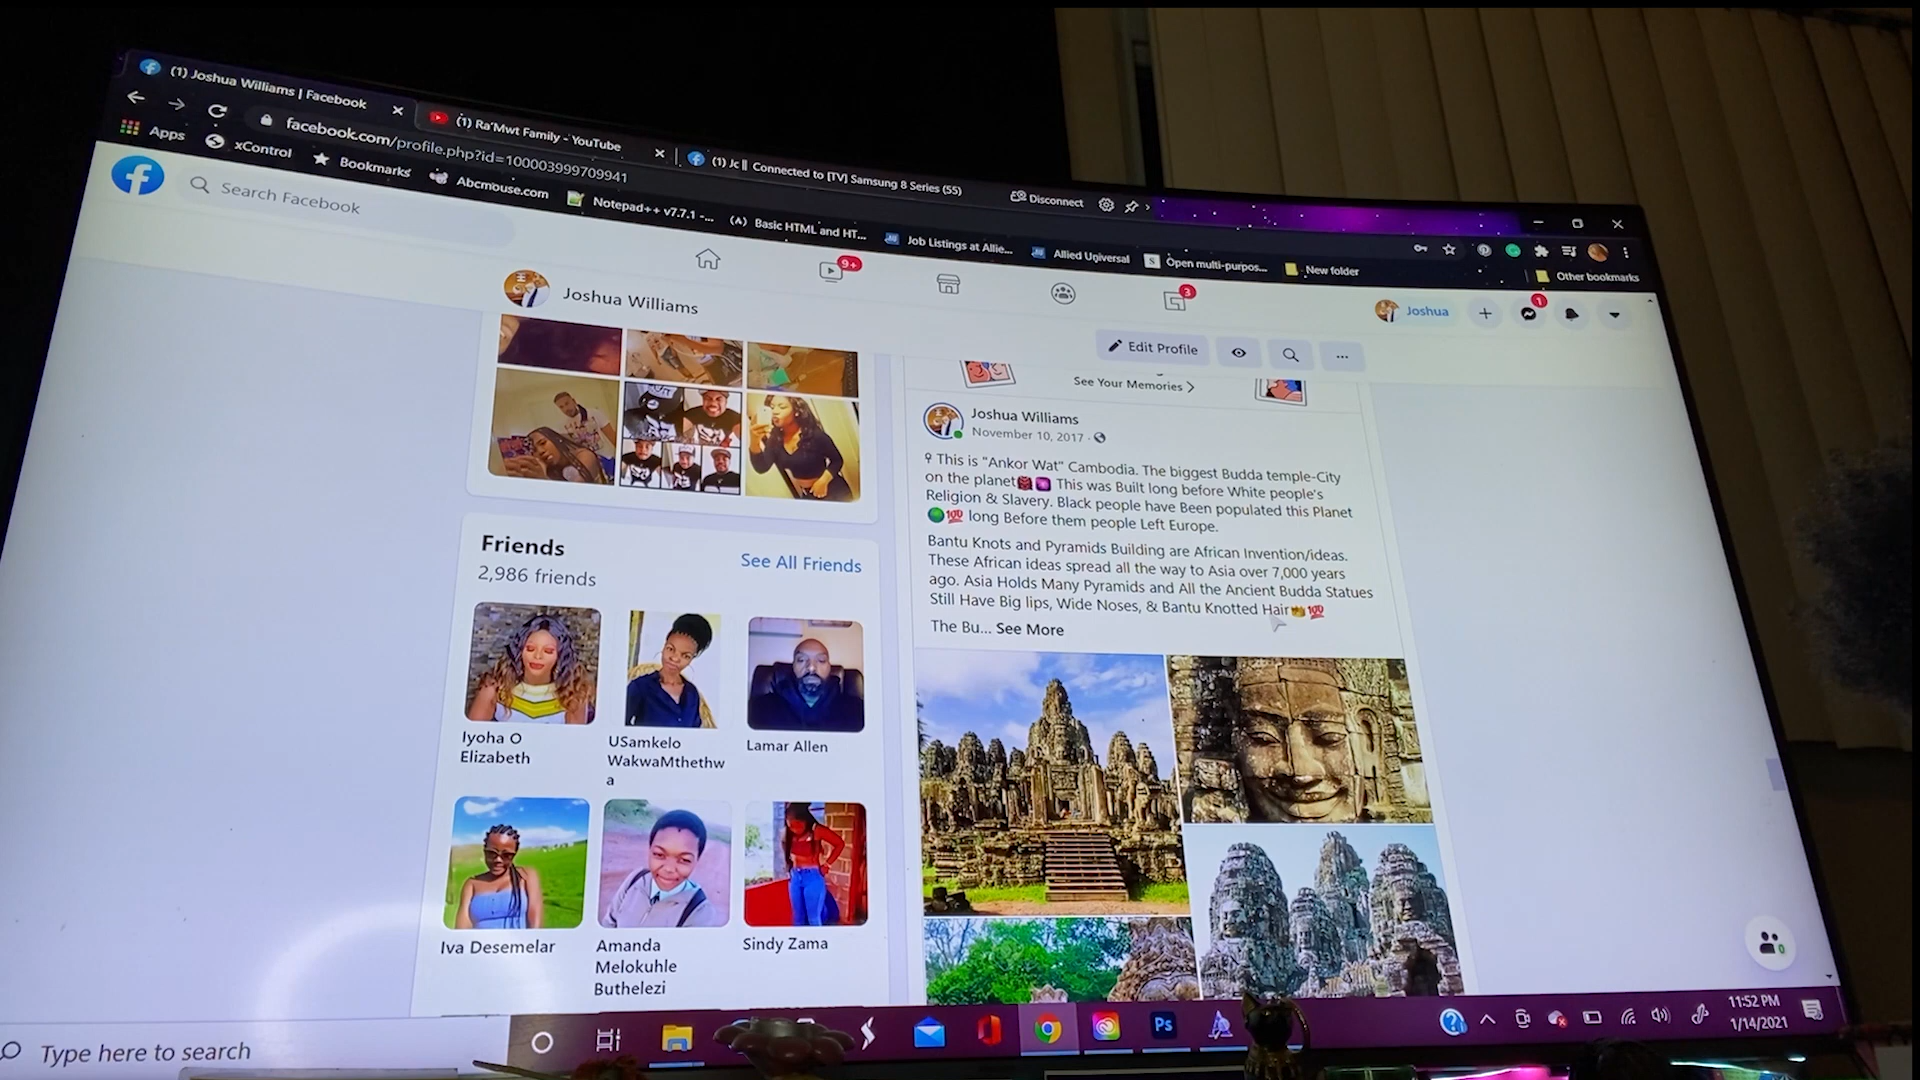 (1) Joshua Williams | Facebook
(1) Ra'Mwt Family - YouTube
(1) Jc ||
Connected to [TV] Samsung 8 Series (55)
Disconnect
facebook.com/profile.php?id=100003999709941
Apps
xControl
Bookmarks
Abcmouse.com
Notepad++ v7.7.1 -...
Basic HTML and HT...
Job Listings at Allie...
Allied Universal
Open multi-purpos...
New folder
Other bookmarks
Search Facebook
9+
3
Joshua
1
Joshua Williams
Edit Profile
...
See Your Memories
Joshua Williams
November 10, 2017 ·
This is "Ankor Wat" Cambodia. The biggest Budda temple-City
on the planet This was Built long before White people's
Religion & Slavery. Black people have Been populated this Planet
💯 long Before them people Left Europe.
Bantu Knots and Pyramids Building are African Invention/ideas.
These African ideas spread all the way to Asia over 7,000 years
ago. Asia Holds Many Pyramids and All the Ancient Budda Statues
Still Have Big lips, Wide Noses, & Bantu Knotted Hair👑💯
The Bu... See More
Friends
See All Friends
2,986 friends
Iyoha O
Elizabeth
USamkelo
WakwaMthethw
a
Lamar Allen
Iva Desemelar
Amanda
Melokuhle
Buthelezi
Sindy Zama
0
Type here to search
Ps
11:52 PM
1/14/2021